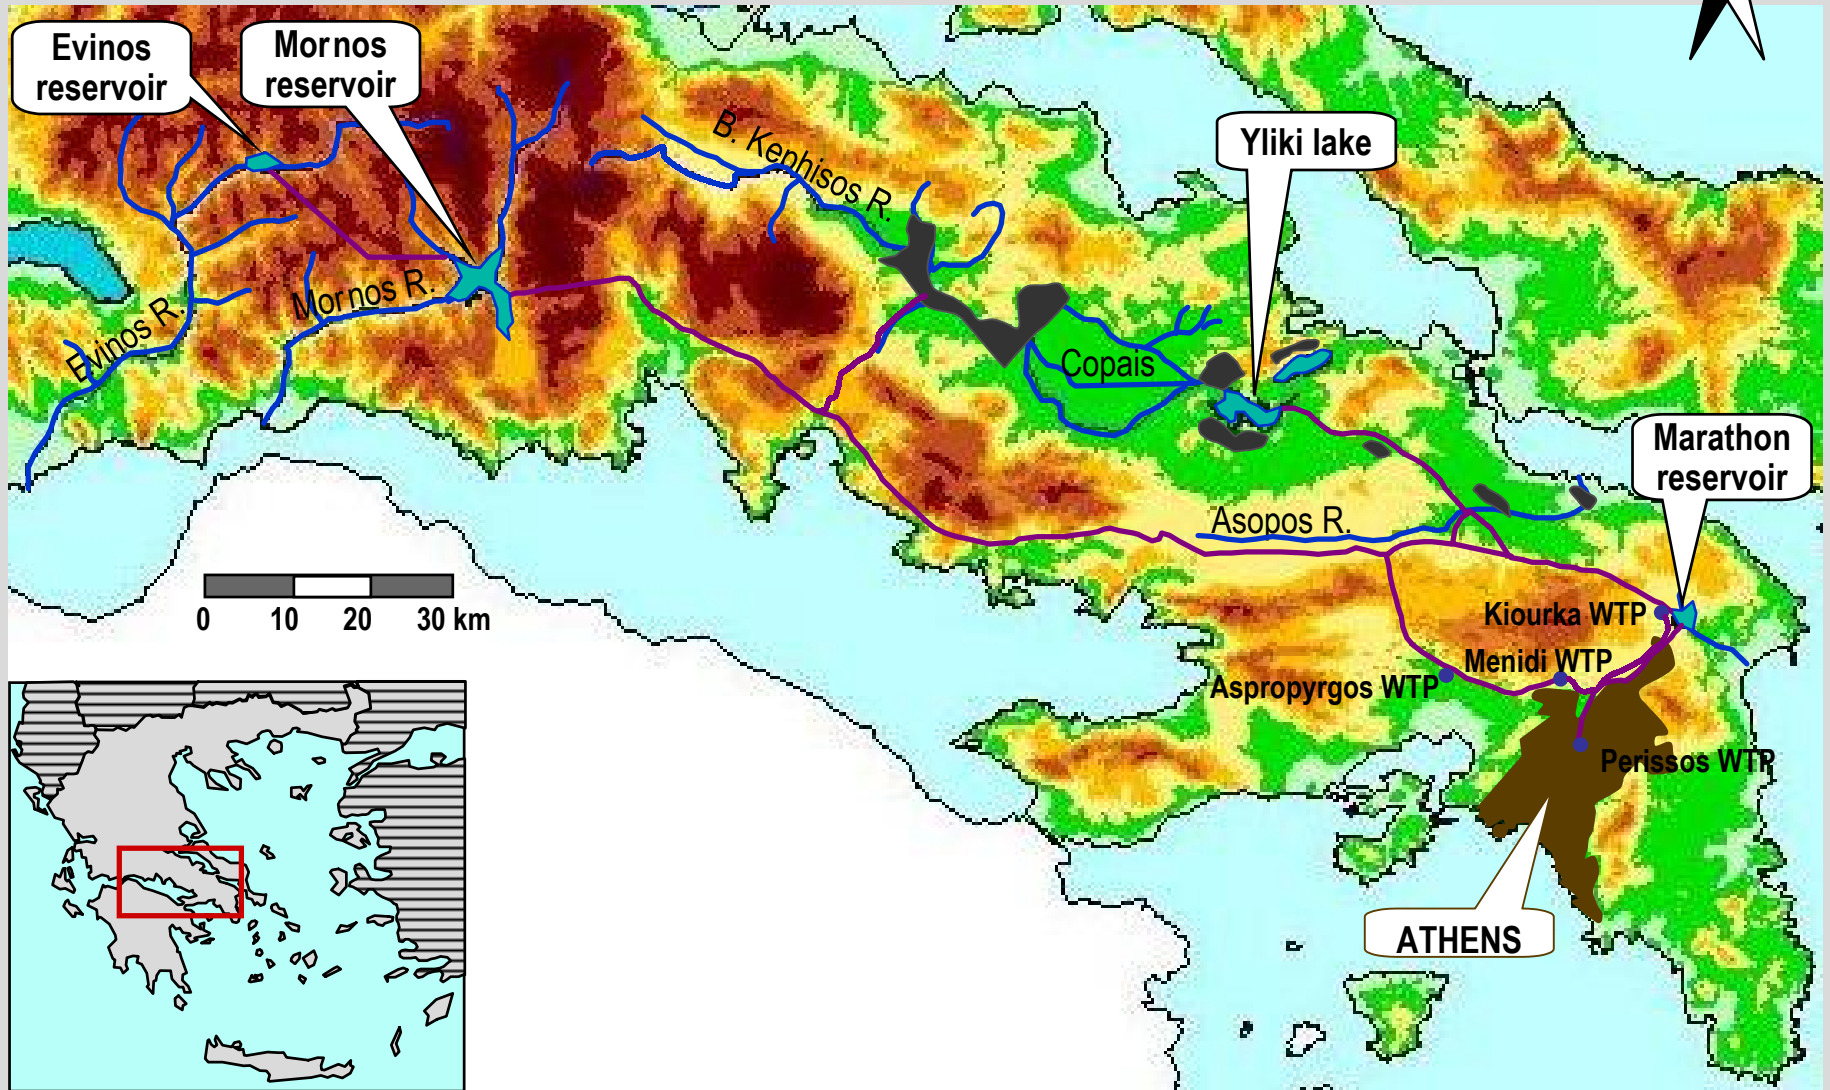 Evinos
reservoir
Mornos
reservoir
B. Kephisos R.
Yliki lake
Mornos R.
Evinos R.
Copais
Marathon
reservoir
Asopos R.
0 10 20 30 km
Kiourka WTP
Menidi WTP
Aspropyrgos WTP
Perissos WTP
ATHENS